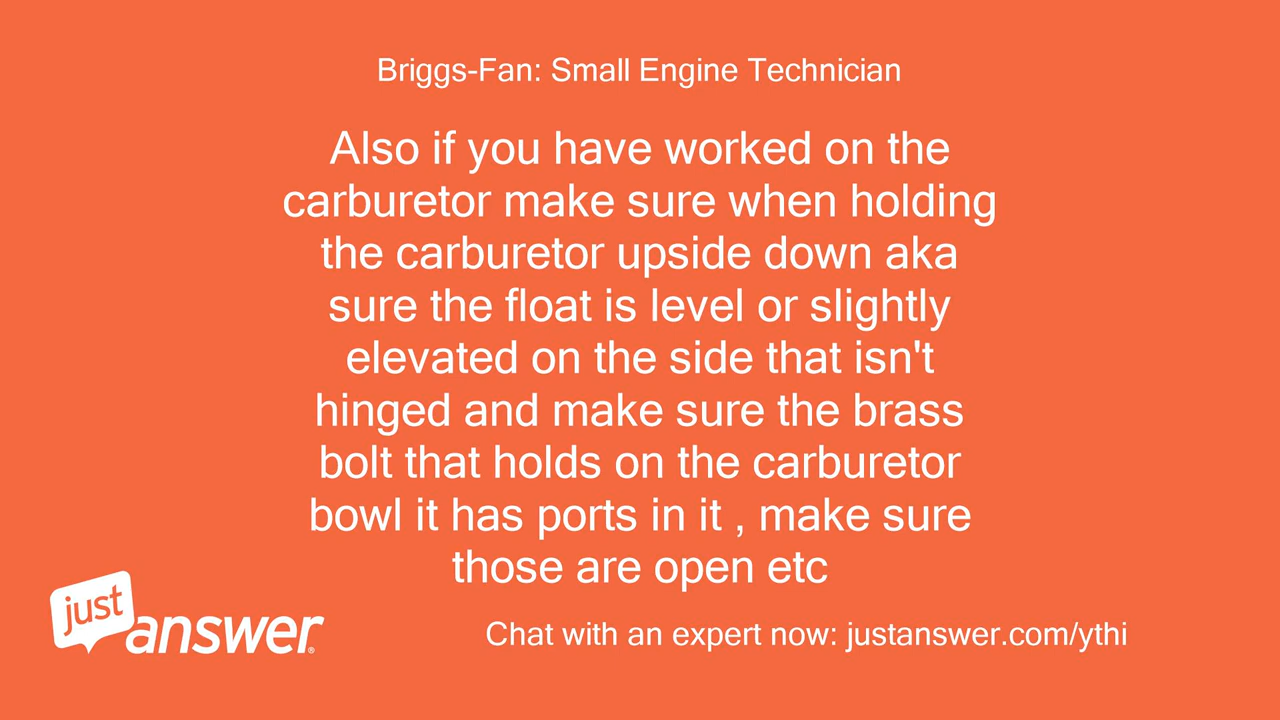 Briggs-Fan: Small Engine Technician
Also if you have worked on the
carburetor make sure when holding
the carburetor upside down aka
sure the float is level or slightly
elevated on the side that isn't
hinged and make sure the brass
bolt that holds on the carburetor
bowl it has ports in it , make sure
those are open etc
just
answer®
Chat with an expert now: justanswer.com/ythi